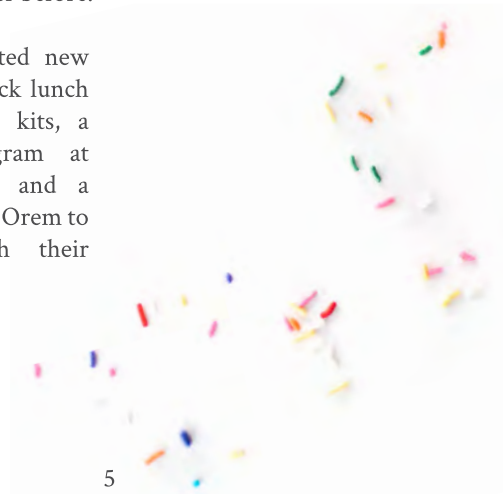 ted new
ck lunch
kits, a
gram at
and a
Orem to
h their
5